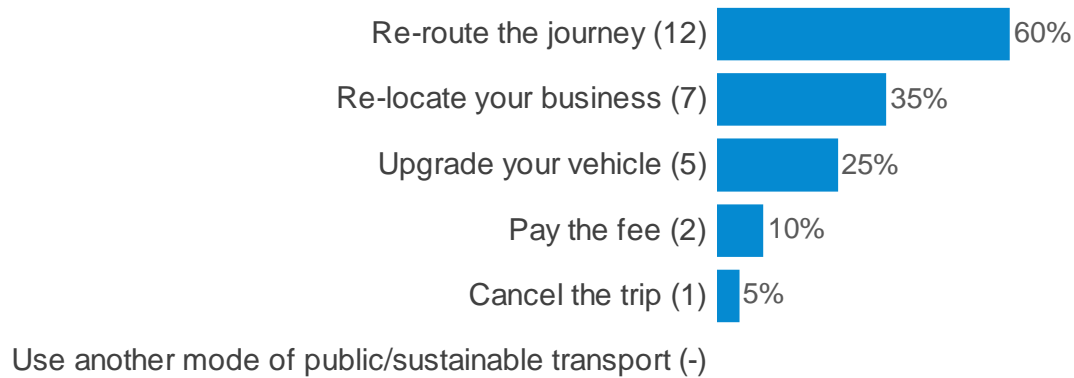 Re-route the journey (12) 60%
Re-locate your business (7) 35%
Upgrade your vehicle (5) 25%
Pay the fee (2) 10%
Cancel the trip (1) 5%
Use another mode of public/sustainable transport (-)